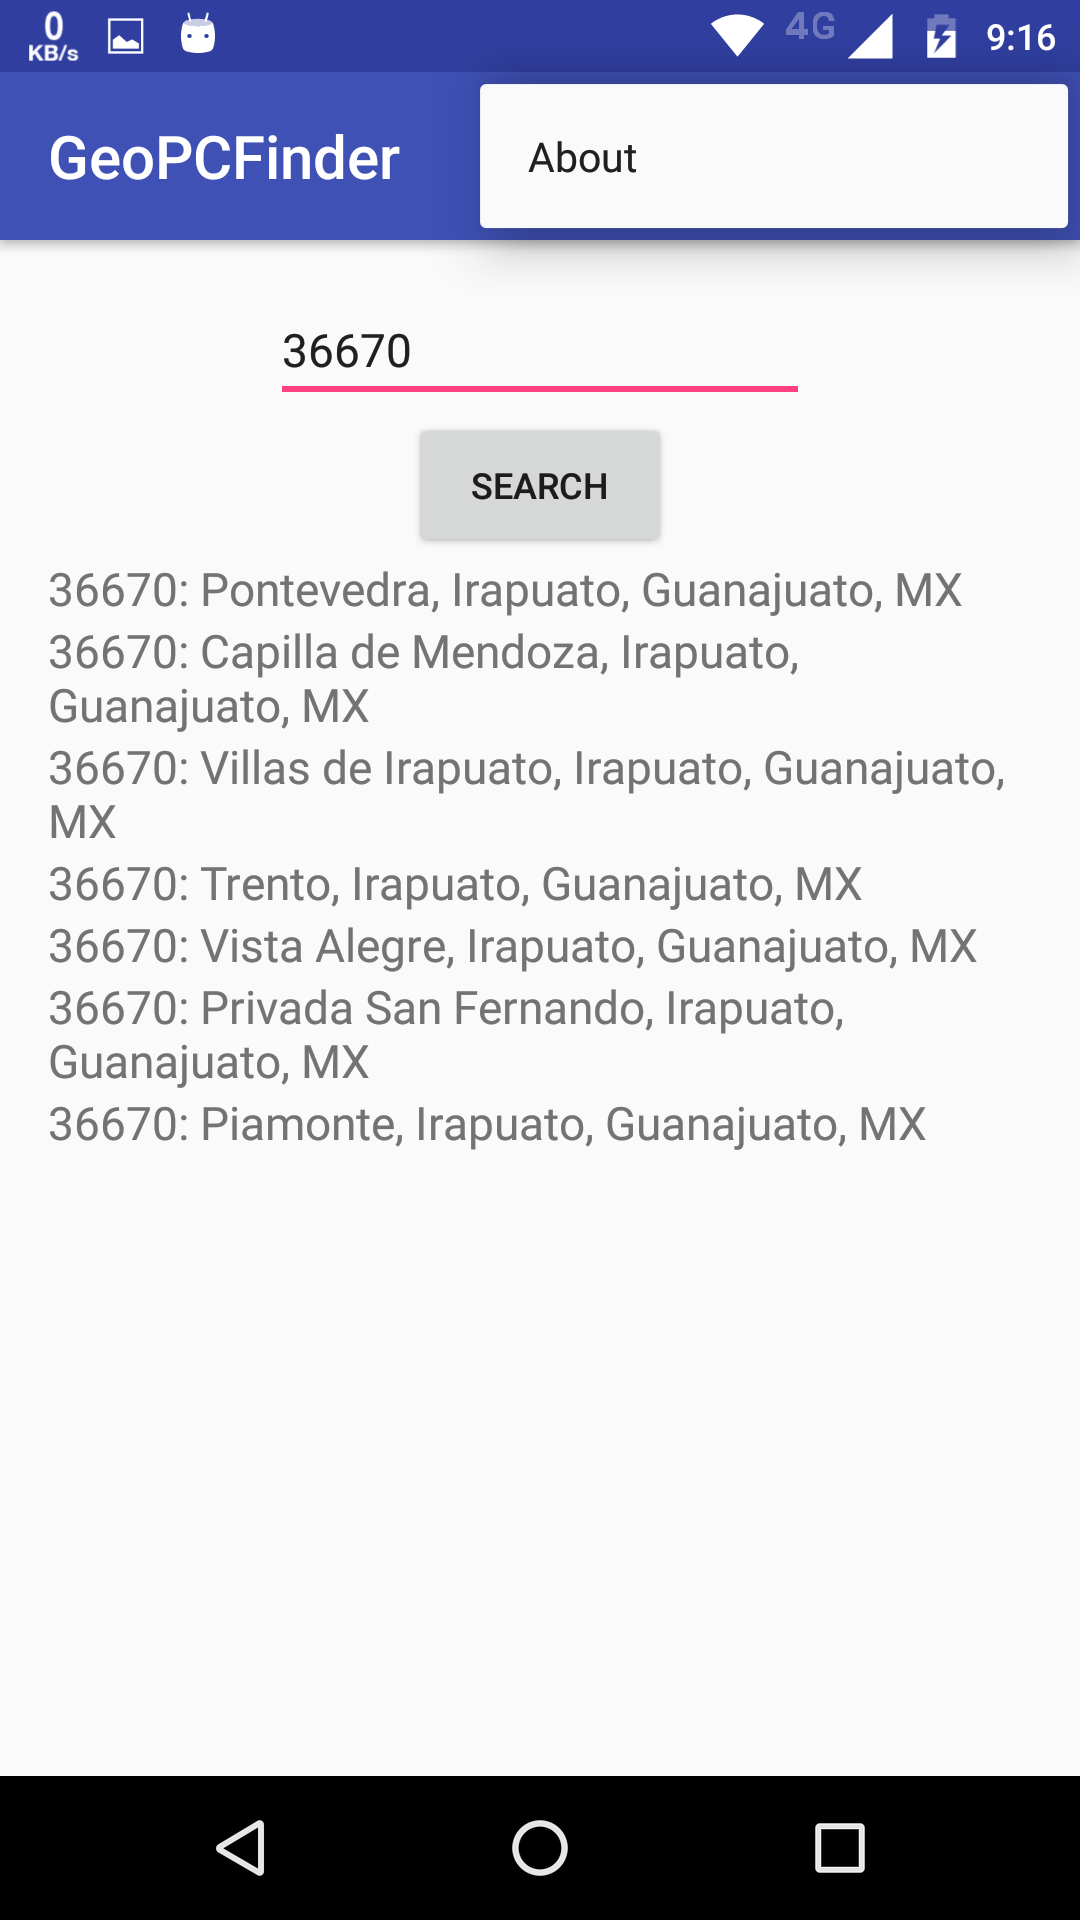 0
KB/s
4G
9:16
GeoPCFinder
About
36670
SEARCH
36670: Pontevedra, Irapuato, Guanajuato, MX
36670: Capilla de Mendoza, Irapuato,
Guanajuato, MX
36670: Villas de Irapuato, Irapuato, Guanajuato,
MX
36670: Trento, Irapuato, Guanajuato, MX
36670: Vista Alegre, Irapuato, Guanajuato, MX
36670: Privada San Fernando, Irapuato,
Guanajuato, MX
36670: Piamonte, Irapuato, Guanajuato, MX